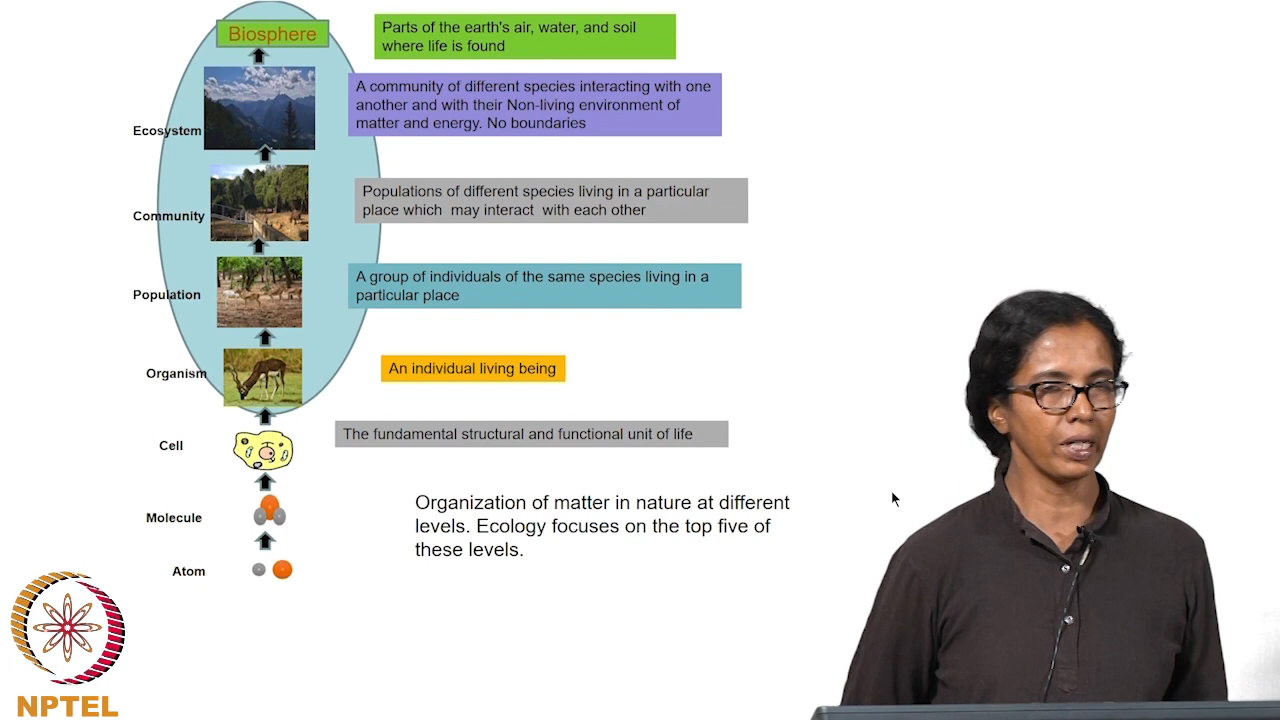 Biosphere
Parts of the earth's air, water, and soil
where life is found
A community of different species interacting with one
another and with their Non-living environment of
matter and energy. No boundaries
Ecosystem
Populations of different species living in a particular
place which may interact with each other
Community
A group of individuals of the same species living in a
particular place
Population
An individual living being
Organism
The fundamental structural and functional unit of life
Cell
Organization of matter in nature at different
levels. Ecology focuses on the top five of
these levels.
Molecule
Atom
NPTEL